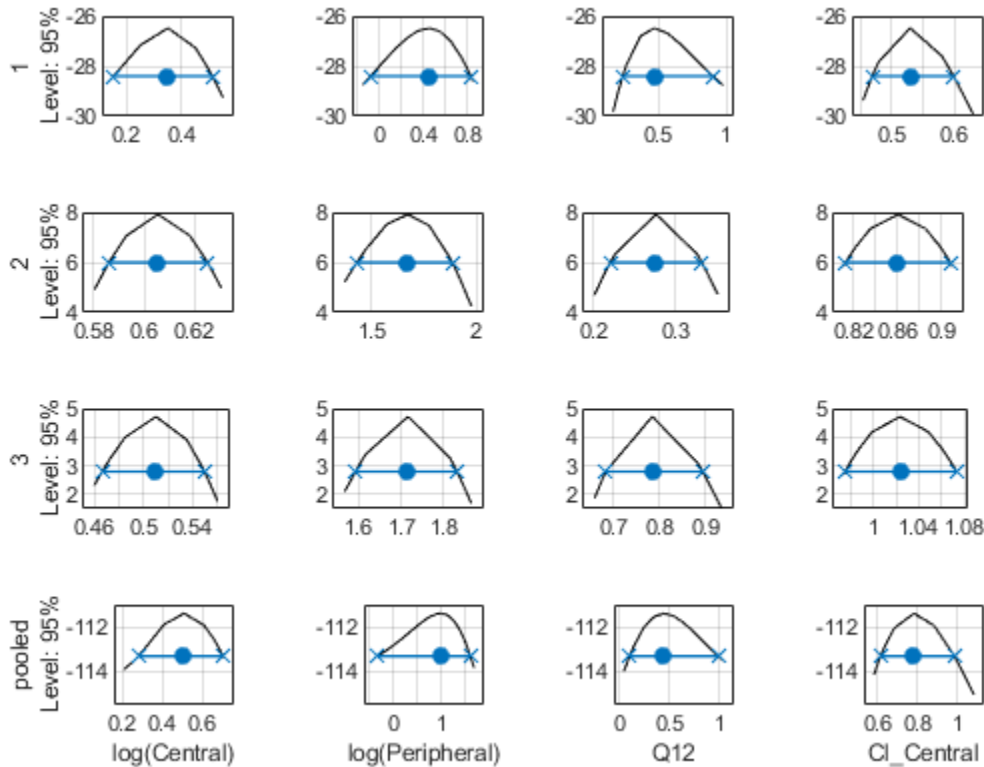 -26 -26 -26 -26
1
Level: 95%
-28 -28 -28 -28
-30 -30 -30 -30
0.2 0.4 0 0.4 0.8 0.5 1 0.5 0.6
8 8 8 8
2
Level: 95%
6 6 6 6
4 4 4 4
0.58 0.6 0.62 1.5 2 0.2 0.3 0.82 0.86 0.9
5 5 5 5
3
Level: 95%
4 4 4 4
3 3 3 3
2 2 2 2
0.46 0.5 0.54 1.6 1.7 1.8 0.7 0.8 0.9 1 1.04 1.08
pooled
Level: 95%
-112 -112 -112 -112
-114 -114 -114 -114
0.2 0.4 0.6 0 1 0 0.5 1 0.6 0.8 1
log(Central) log(Peripheral) Q12 Cl_Central